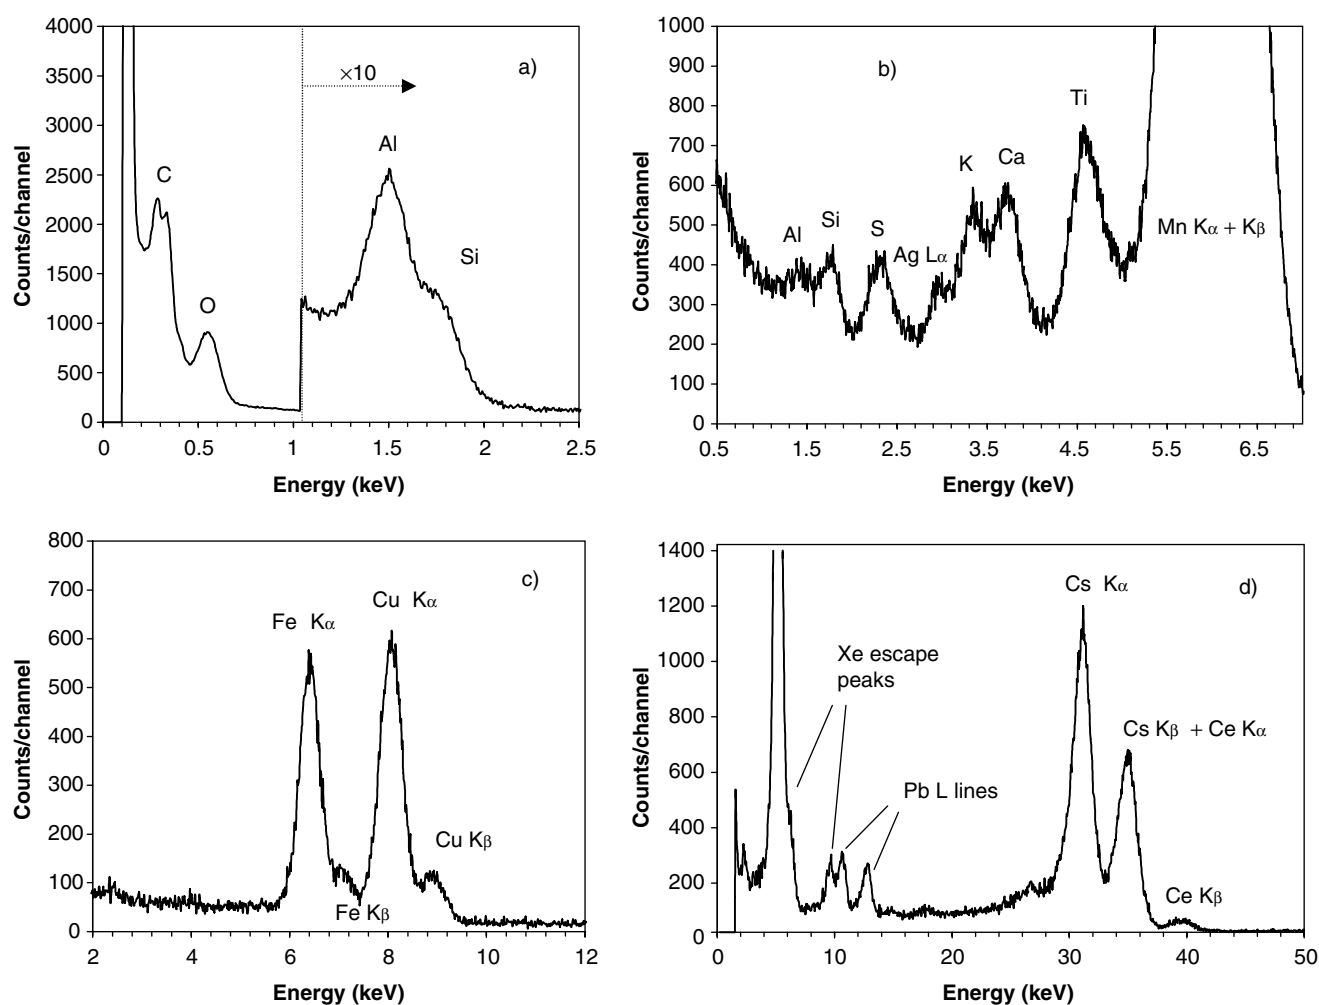 4000
3500
3000
2500
2000
1500
1000
500
0
Counts/channel
a)
×10
C
O
Al
Si
0 0.5 1 1.5 2 2.5
Energy (keV)
1000
900
800
700
600
500
400
300
200
100
0
Counts/channel
b)
Al
Si
S
Ag Lα
K
Ca
Ti
Mn Kα + Kβ
0.5 1.5 2.5 3.5 4.5 5.5 6.5
Energy (keV)
800
700
600
500
400
300
200
100
0
Counts/channel
c)
Fe Kα
Cu Kα
Cu Kβ
Fe Kβ
2 4 6 8 10 12
Energy (keV)
1400
1200
1000
800
600
400
200
0
Counts/channel
d)
Cs Kα
Xe escape
peaks
Cs Kβ + Ce Kα
Pb L lines
Ce Kβ
0 10 20 30 40 50
Energy (keV)